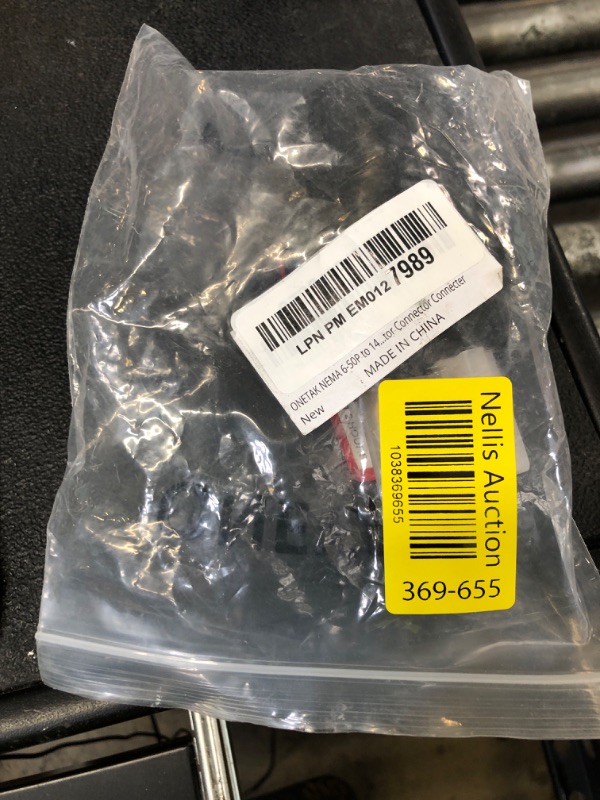 LPN PM EM012 7989
ONETAK NEMA 6-50P to 14...tor Connector Connecter
New
MADE IN CHINA
Nellis Auction
1038369655
369-655